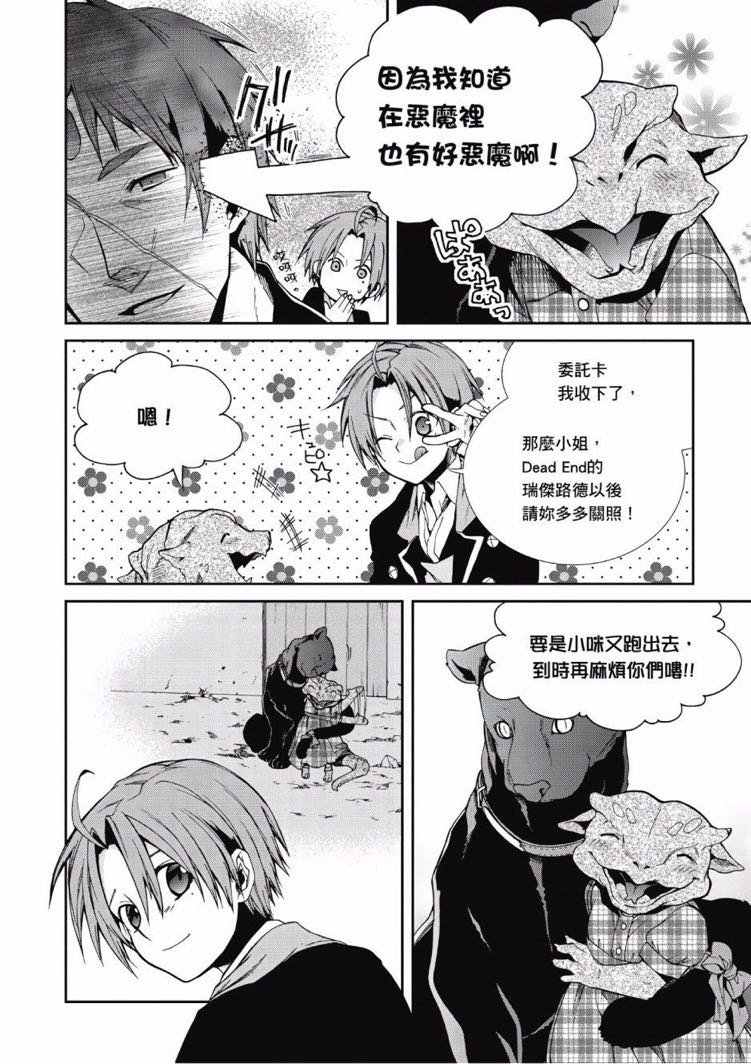 因為我知道
在惡魔裡
也有好惡魔啊！
ぱあああっ
哎呀呀
委託卡
我收下了，
那麼小姐，
Dead End的
瑞傑路德以後
請妳多多關照！
キュピ☆
嗯！
要是小咪又跑出去，
到時再麻煩你們嘍!!